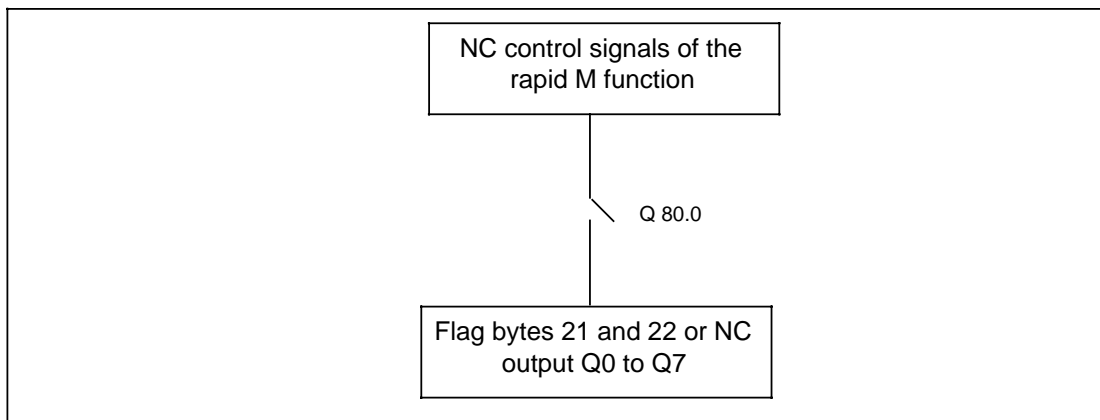 NC control signals of the
rapid M function
Q 80.0
Flag bytes 21 and 22 or NC
output Q0 to Q7